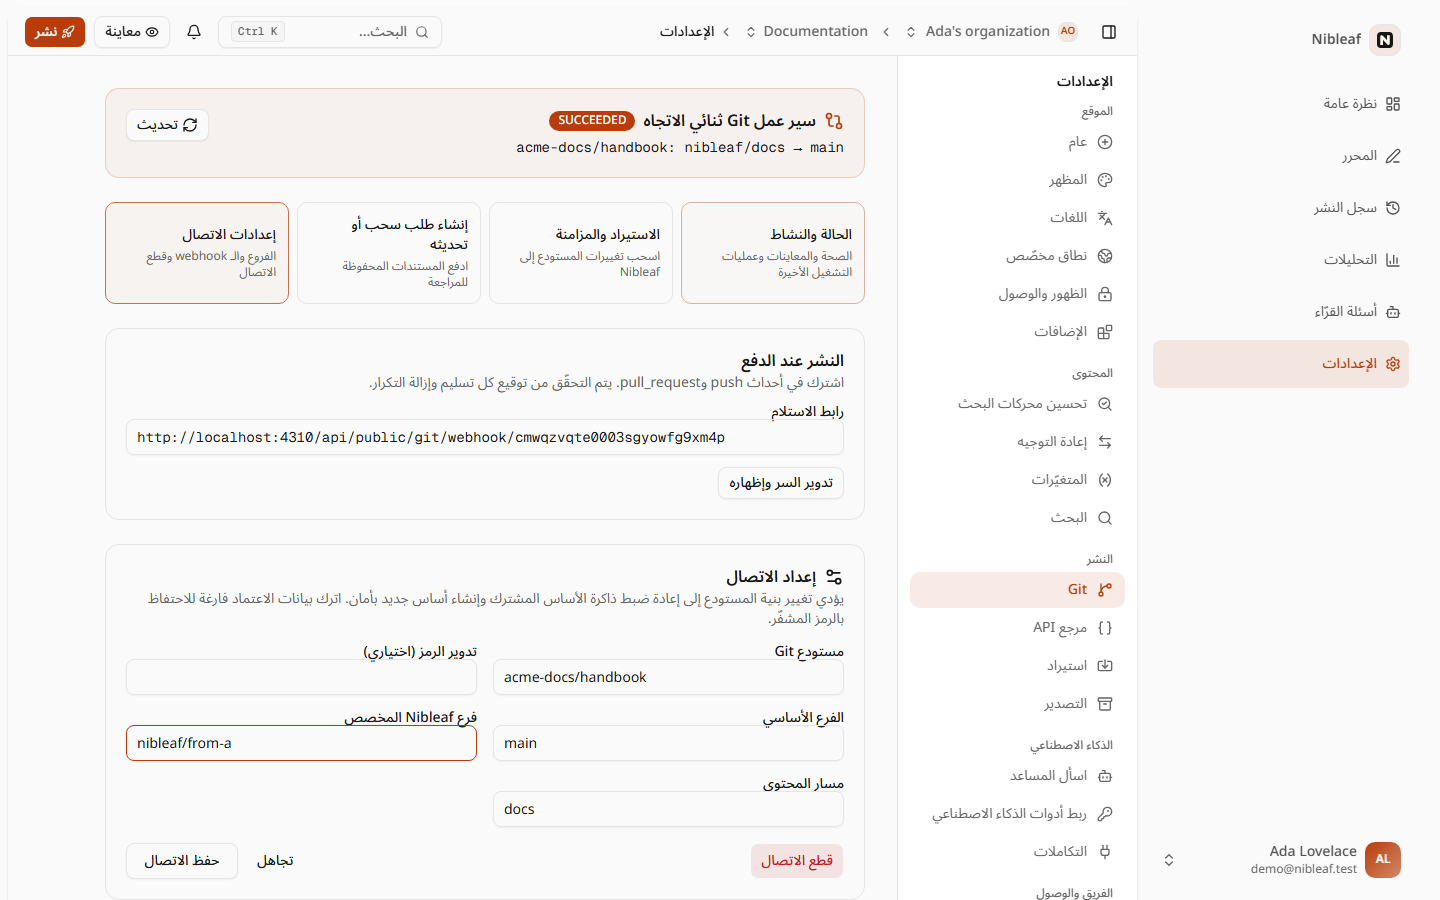 Nibleaf
نظرة عامة
المحرر
سجل النشر
التحليلات
أسئلة القرّاء
الإعدادات
Ada Lovelace
demo@nibleaf.test
AL
AO Ada's organization
Documentation
الإعدادات
البحث...
Ctrl K
معاينة
نشر
الإعدادات
الموقع
عام
المظهر
اللغات
نطاق مخصّص
الظهور والوصول
الإضافات
المحتوى
تحسين محركات البحث
إعادة التوجيه
المتغيّرات
البحث
النشر
Git
مرجع API
استيراد
التصدير
الذكاء الاصطناعي
اسأل المساعد
ربط أدوات الذكاء الاصطناعي
التكاملات
الفريق والوصول
سير عمل Git ثنائي الاتجاه SUCCEEDED
acme-docs/handbook: nibleaf/docs → main
تحديث
الحالة والنشاط
الصحة والمعاينات وعمليات
التشغيل الأخيرة
الاستيراد والمزامنة
اسحب تغييرات المستودع إلى
Nibleaf
إنشاء طلب سحب أو
تحديثه
ادفع المستندات المحفوظة
للمراجعة
إعدادات الاتصال
الفروع والـ webhook وقطع
الاتصال
النشر عند الدفع
اشترك في أحداث push وpull_request. يتم التحقّق من توقيع كل تسليم وإزالة التكرار.
رابط الاستلام
http://localhost:4310/api/public/git/webhook/cmwqzvqte0003sgyowfg9xm4p
تدوير السر وإظهاره
إعداد الاتصال
يؤدي تغيير بنية المستودع إلى إعادة ضبط ذاكرة الأساس المشترك وإنشاء أساس جديد بأمان. اترك بيانات الاعتماد فارغة للاحتفاظ
بالرمز المشفّر.
مستودع Git
acme-docs/handbook
تدوير الرمز (اختياري)
الفرع الأساسي
main
فرع Nibleaf المخصص
nibleaf/from-a
مسار المحتوى
docs
قطع الاتصال
تجاهل
حفظ الاتصال